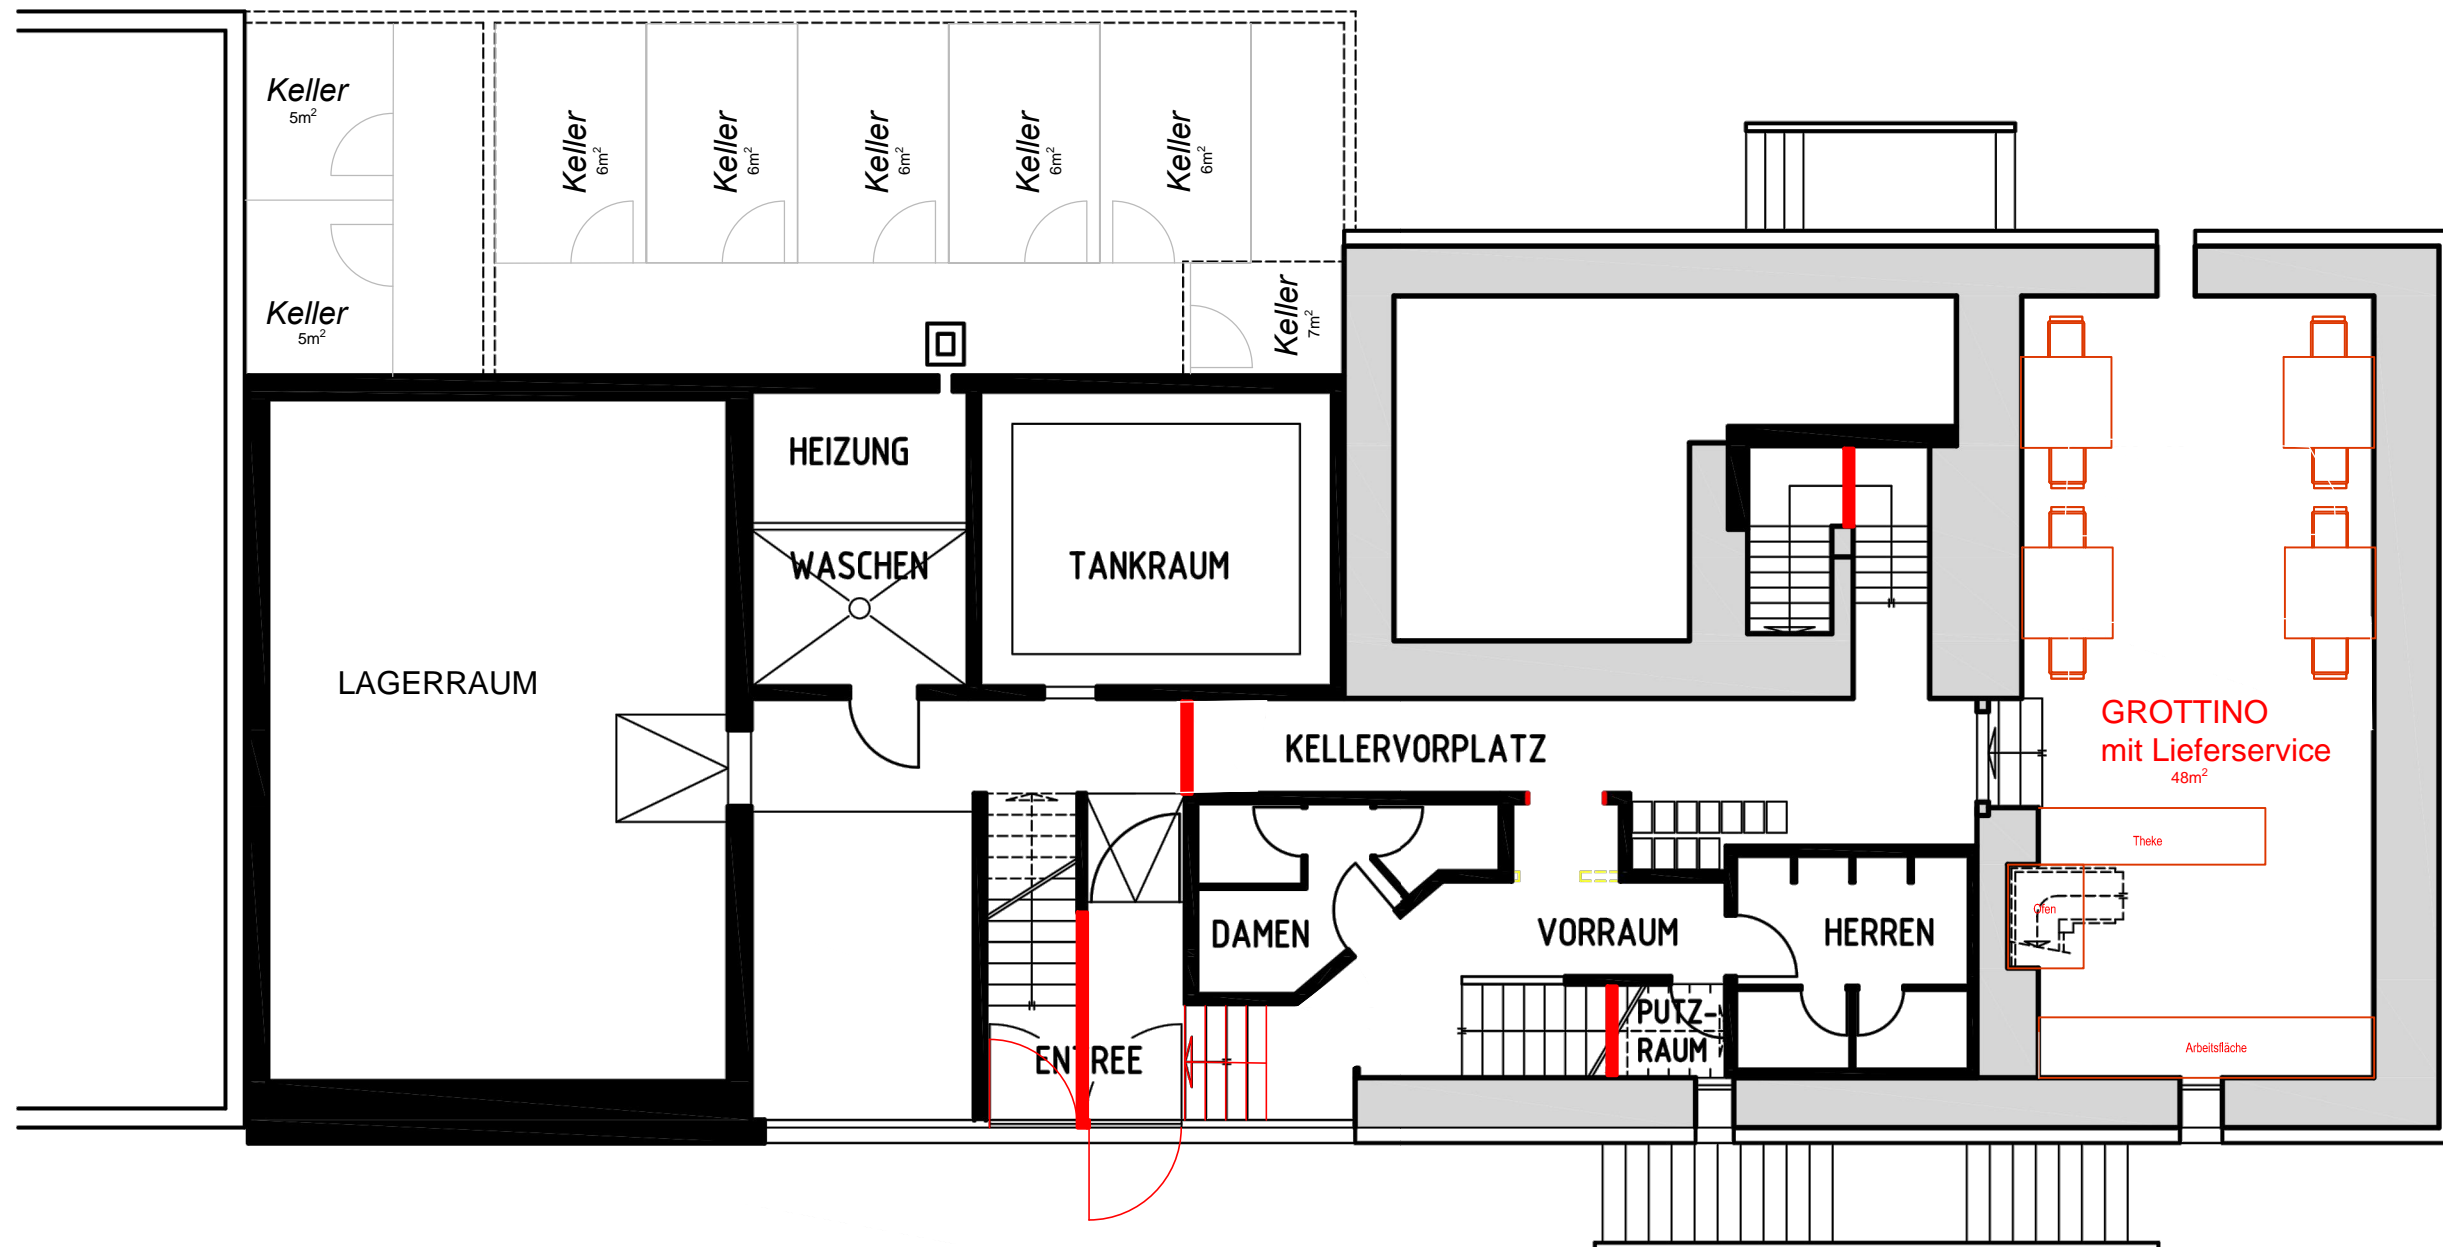 Keller
5m²
Keller
6m²
Keller
6m²
Keller
6m²
Keller
6m²
Keller
6m²
Keller
5m²
Keller
7m²
HEIZUNG
WASCHEN
TANKRAUM
LAGERRAUM
KELLERVORPLATZ
GROTTINO
mit Lieferservice
48m²
Theke
Ofen
DAMEN
VORRAUM
HERREN
PUTZ-
RAUM
ENTREE
Arbeitsfläche